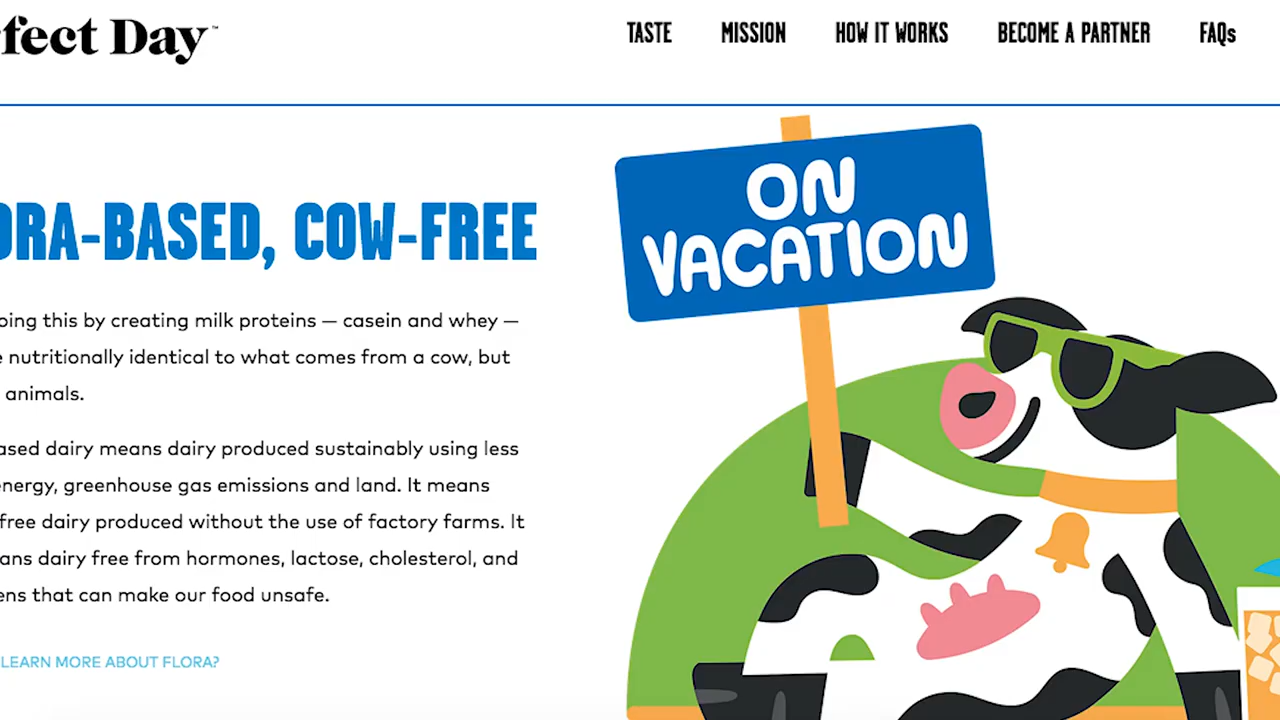 fect Day™
TASTE MISSION HOW IT WORKS BECOME A PARTNER FAQs
ON
VACATION
RA-BASED, COW-FREE
oing this by creating milk proteins — casein and whey —
e nutritionally identical to what comes from a cow, but
animals.
ased dairy means dairy produced sustainably using less
energy, greenhouse gas emissions and land. It means
free dairy produced without the use of factory farms. It
ans dairy free from hormones, lactose, cholesterol, and
ens that can make our food unsafe.
LEARN MORE ABOUT FLORA?